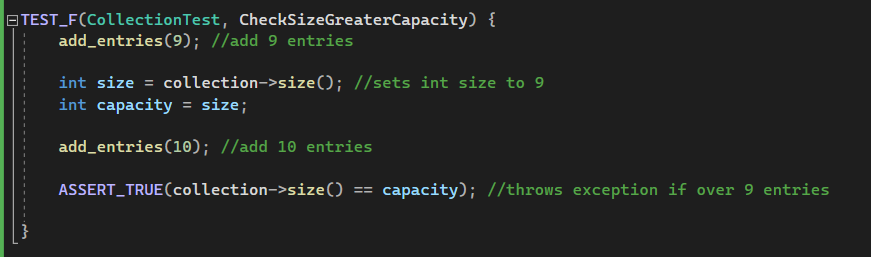 TEST_F(CollectionTest, CheckSizeGreaterCapacity) {
add_entries(9); //add 9 entries
int size = collection->size(); //sets int size to 9
int capacity = size;
add_entries(10); //add 10 entries
ASSERT_TRUE(collection->size() == capacity); //throws exception if over 9 entries
}